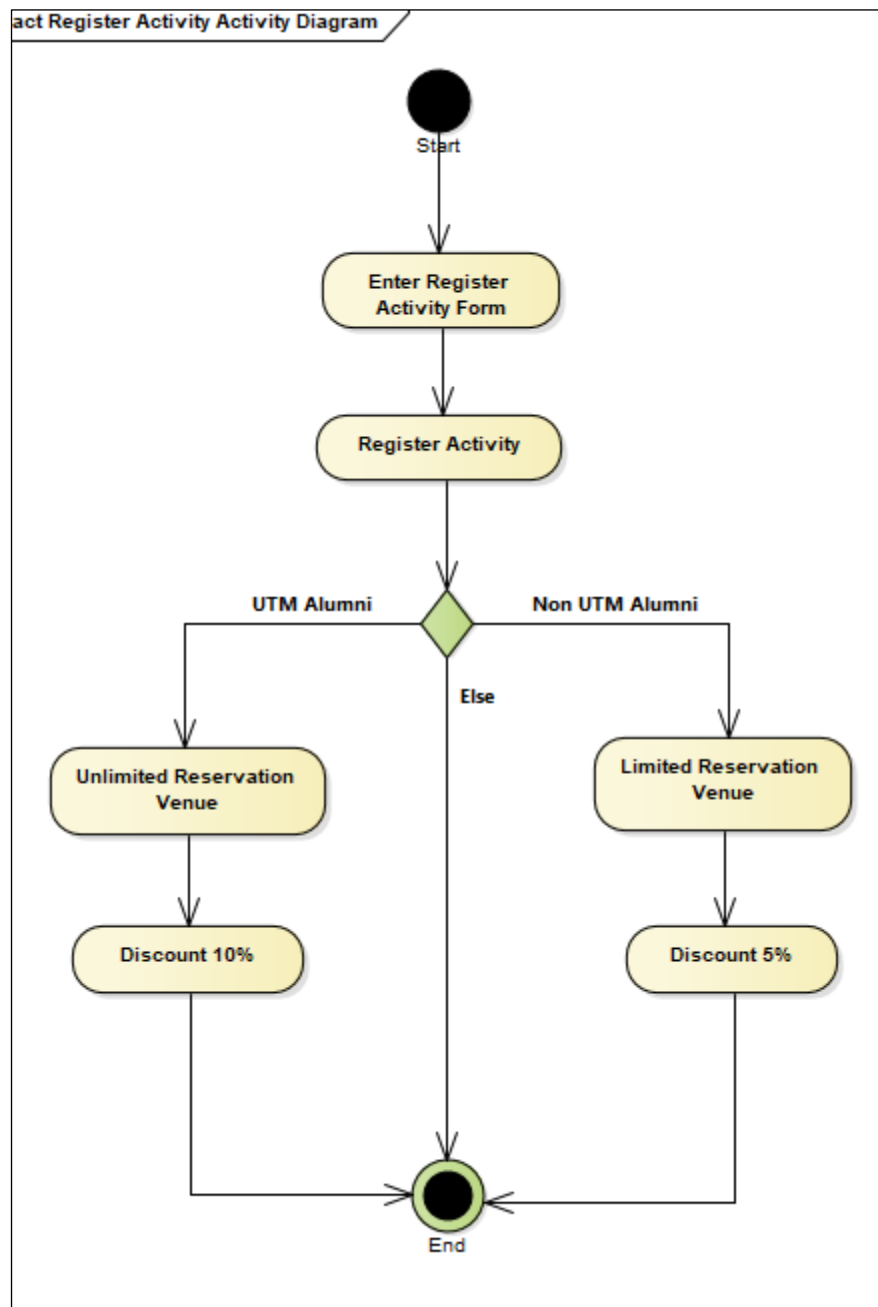 act Register Activity Activity Diagram
Start
Enter Register
Activity Form
Register Activity
UTM Alumni
Non UTM Alumni
Else
Unlimited Reservation
Venue
Limited Reservation
Venue
Discount 10%
Discount 5%
End